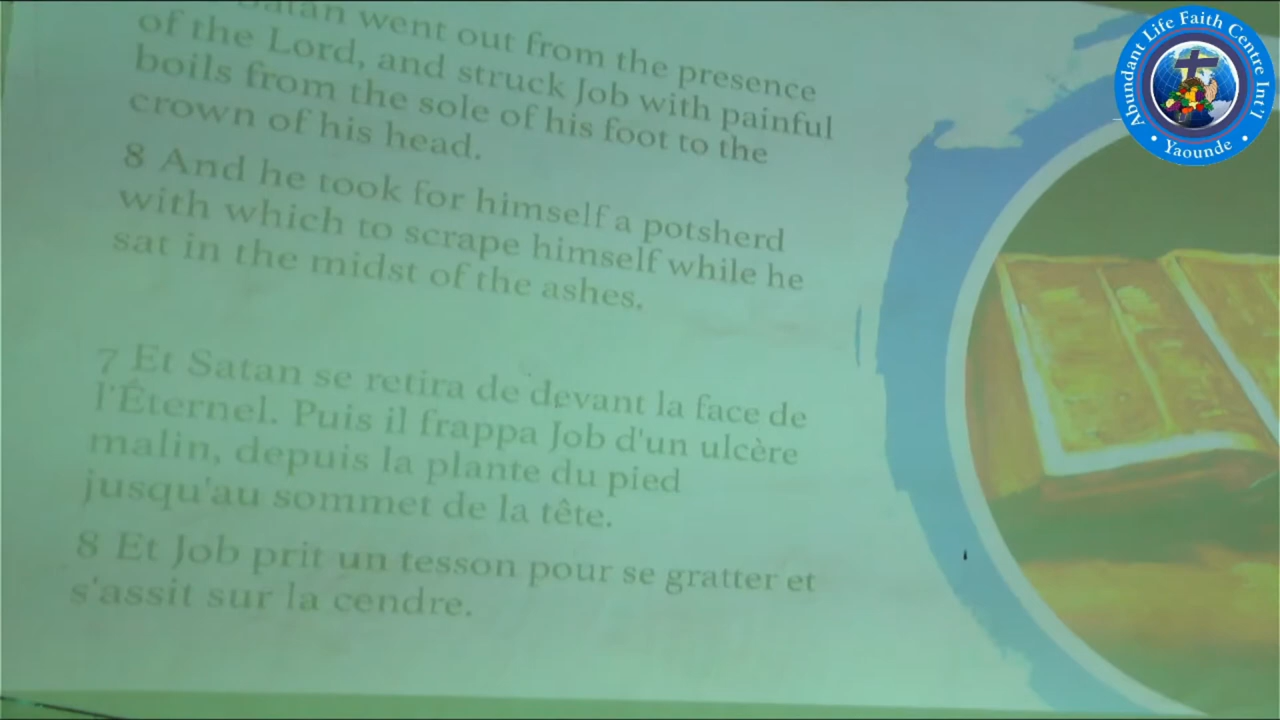 Satan went out from the presence
of the Lord, and struck Job with painful
boils from the sole of his foot to the
crown of his head.
8 And he took for himself a potsherd
with which to scrape himself while he
sat in the midst of the ashes.
7 Et Satan se retira de devant la face de
l'Éternel. Puis il frappa Job d'un ulcère
malin, depuis la plante du pied
jusqu'au sommet de la tête.
8 Et Job prit un tesson pour se gratter et
s'assit sur la cendre.
Abundant Life Faith Centre Int'l
• Yaounde •